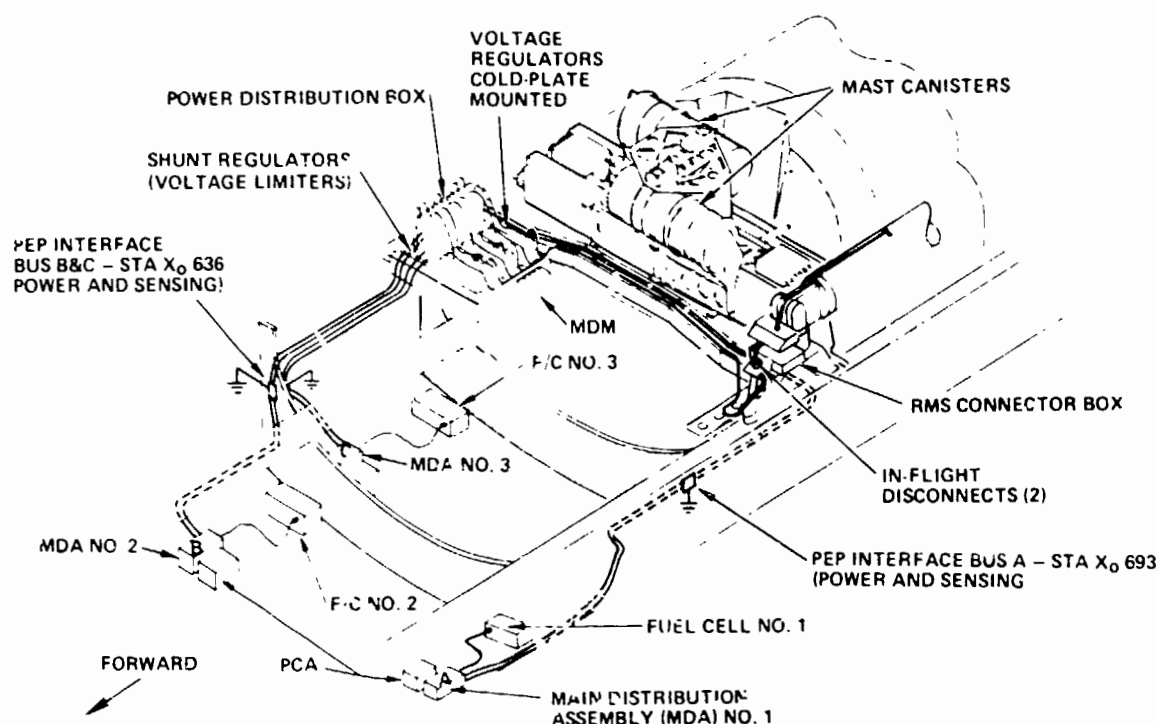 VOLTAGE
REGULATORS
COLD-PLATE
MOUNTED
MAST CANISTERS
POWER DISTRIBUTION BOX
SHUNT REGULATORS
(VOLTAGE LIMITERS)
PEP INTERFACE
BUS B&C – STA X₀ 636
POWER AND SENSING)
MDM
F/C NO. 3
RMS CONNECTOR BOX
MDA NO. 3
IN-FLIGHT
DISCONNECTS (2)
MDA NO. 2
B
PEP INTERFACE BUS A – STA X₀ 693
(POWER AND SENSING
F/C NO. 2
FUEL CELL NO. 1
FORWARD
PCA
A
MAIN DISTRIBUTION
ASSEMBLY (MDA) NO. 1